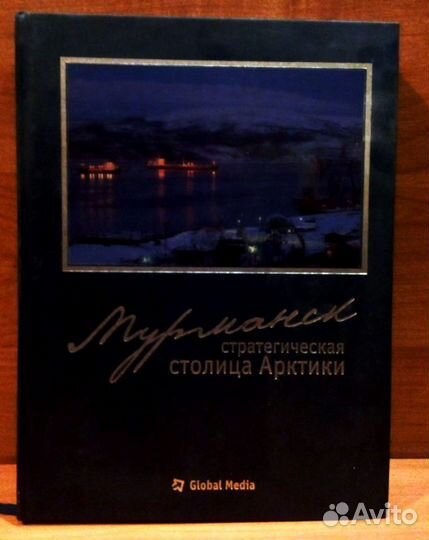 Мурманск
стратегическая
столица Арктики
Global Media
Avito